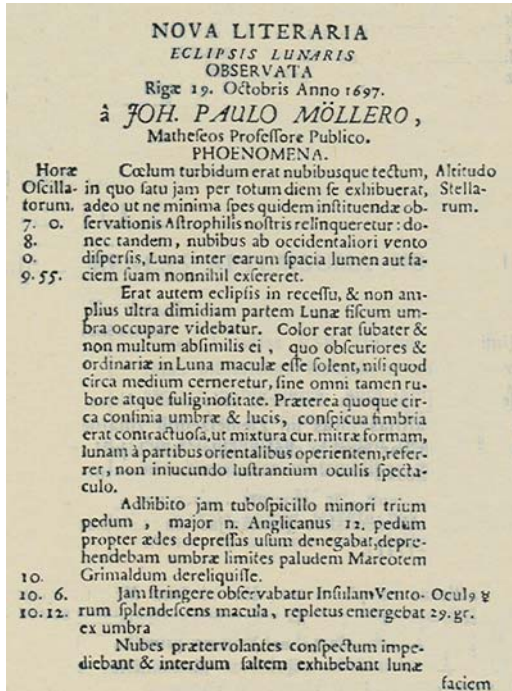 NOVA LITERARIA
ECLIPSIS LUNARIS
OBSERVATA
Rigæ 19. Octobris Anno 1697.
à JOH. PAULO MÖLLERO,
Matheſeos Profeſſore Publico.
PHOENOMENA.
Horæ Cœlum turbidum erat nubibusque tectum, Altitudo
Oſcilla- in quo ſatu jam per totum diem ſe exhibuerat, Stella-
torum. adeo ut ne minima ſpes quidem inſtituendæ ob- rum.
7. 0. ſervationis Aſtrophilis noſtris relinqueretur: do-
8. nec tandem, nubibus ab occidentaliori vento
0. diſperſis, Luna inter earum ſpacia lumen aut fa-
9. 55. ciem ſuam nonnihil exſereret.
Erat autem eclipſis in receſſu, & non am-
plius ultra dimidiam partem Lunæ fiſcum um-
bra occupare videbatur. Color erat ſubater &
non multum abſimilis ei, quo obſcuriores &
ordinariæ in Luna maculæ eſſe ſolent, niſi quod
circa medium cerneretur, ſine omni tamen ru-
bore atque fuliginoſitate. Præterea quoque cir-
ca confinia umbræ & lucis, conſpicua fimbria
erat contractuoſa, ut mixtura cur. mitræ formam,
lunam à partibus orientalibus operientem, refer-
ret, non iniucundo luſtrantium oculis ſpecta-
culo.
Adhibito jam tuboſpicillo minori trium
pedum, major n. Anglicanus 12. pedum
propter ædes depreſſas uſum denegabat, depre-
hendebam umbræ limites paludem Mareotem
10. Grimaldum dereliquiſſe.
10. 6. Jam ſtringere obſervabatur Inſulam Vento- Ocul9 ☿
10. 12. rum ſplendeſcens macula, repletus emergebat 29. gr.
ex umbra
Nubes prætervolantes conſpectum impe-
diebant & interdum ſaltem exhibebant lunæ
faciem